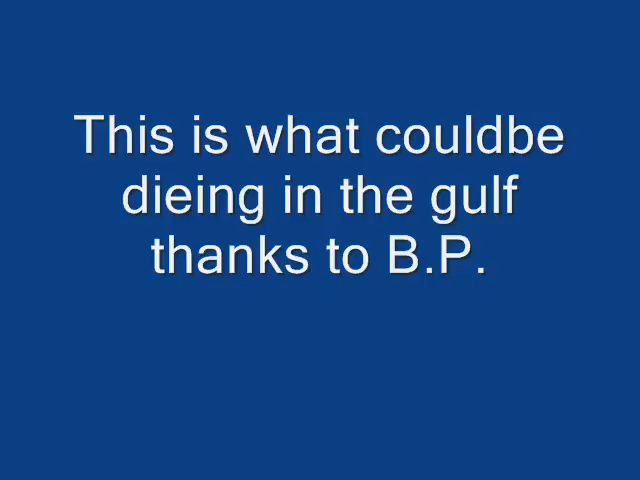 This is what couldbe
dieing in the gulf
thanks to B.P.